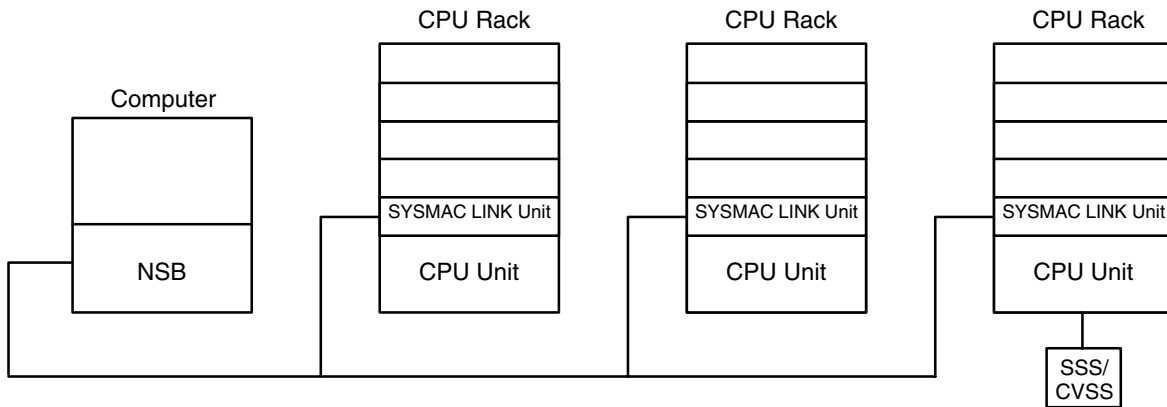 CPU Rack
CPU Rack
CPU Rack
Computer
SYSMAC LINK Unit
SYSMAC LINK Unit
SYSMAC LINK Unit
NSB
CPU Unit
CPU Unit
CPU Unit
SSS/
CVSS